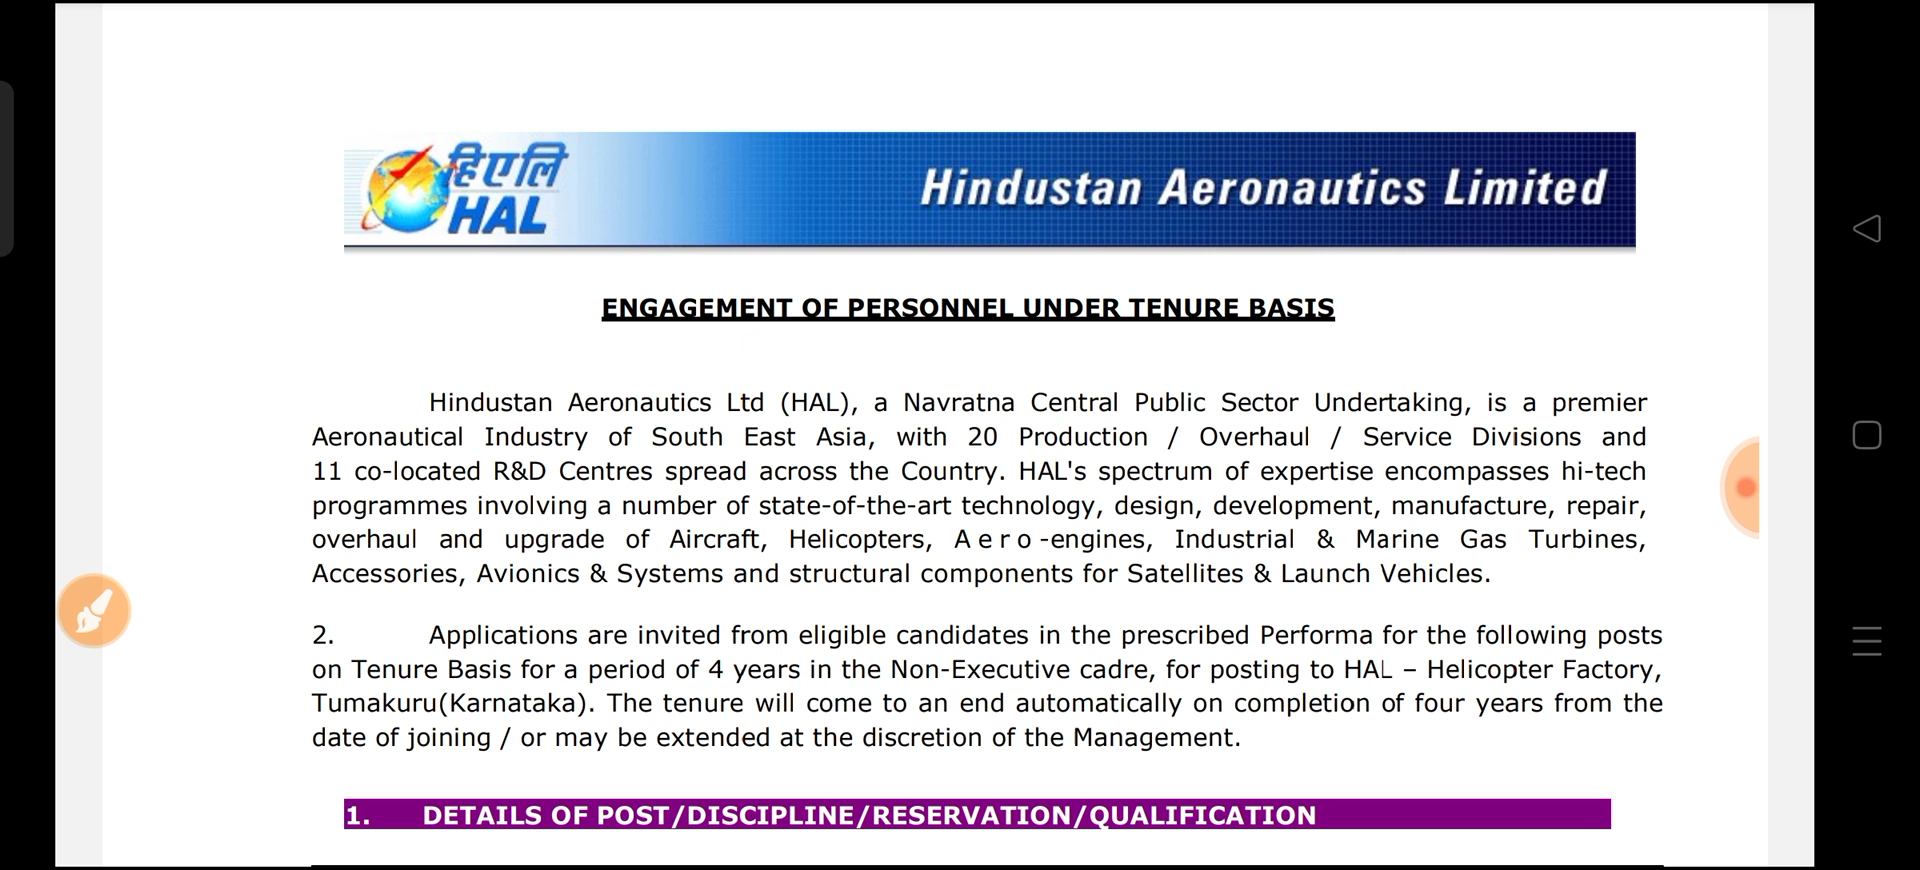 हिएलि
HAL
Hindustan Aeronautics Limited
ENGAGEMENT OF PERSONNEL UNDER TENURE BASIS
Hindustan Aeronautics Ltd (HAL), a Navratna Central Public Sector Undertaking, is a premier
Aeronautical Industry of South East Asia, with 20 Production / Overhaul / Service Divisions and
11 co-located R&D Centres spread across the Country. HAL's spectrum of expertise encompasses hi-tech
programmes involving a number of state-of-the-art technology, design, development, manufacture, repair,
overhaul and upgrade of Aircraft, Helicopters, Aero-engines, Industrial & Marine Gas Turbines,
Accessories, Avionics & Systems and structural components for Satellites & Launch Vehicles.
2. Applications are invited from eligible candidates in the prescribed Performa for the following posts
on Tenure Basis for a period of 4 years in the Non-Executive cadre, for posting to HAL – Helicopter Factory,
Tumakuru(Karnataka). The tenure will come to an end automatically on completion of four years from the
date of joining / or may be extended at the discretion of the Management.
1. DETAILS OF POST/DISCIPLINE/RESERVATION/QUALIFICATION